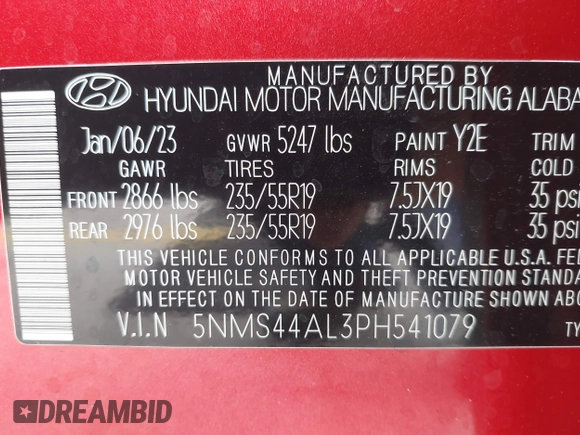 MANUFACTURED BY
HYUNDAI MOTOR MANUFACTURING ALABA
Jan/06/23 GVWR 5247 lbs PAINT Y2E TRIM
GAWR TIRES RIMS COLD
FRONT 2866 lbs 235/55R19 7.5JX19 35 psi
REAR 2976 lbs 235/55R19 7.5JX19 35 psi
THIS VEHICLE CONFORMS TO ALL APPLICABLE U.S.A. FED
MOTOR VEHICLE SAFETY AND THEFT PREVENTION STANDA
IN EFFECT ON THE DATE OF MANUFACTURE SHOWN ABO
V.I.N 5NMS44AL3PH541079 TY
DREAMBID